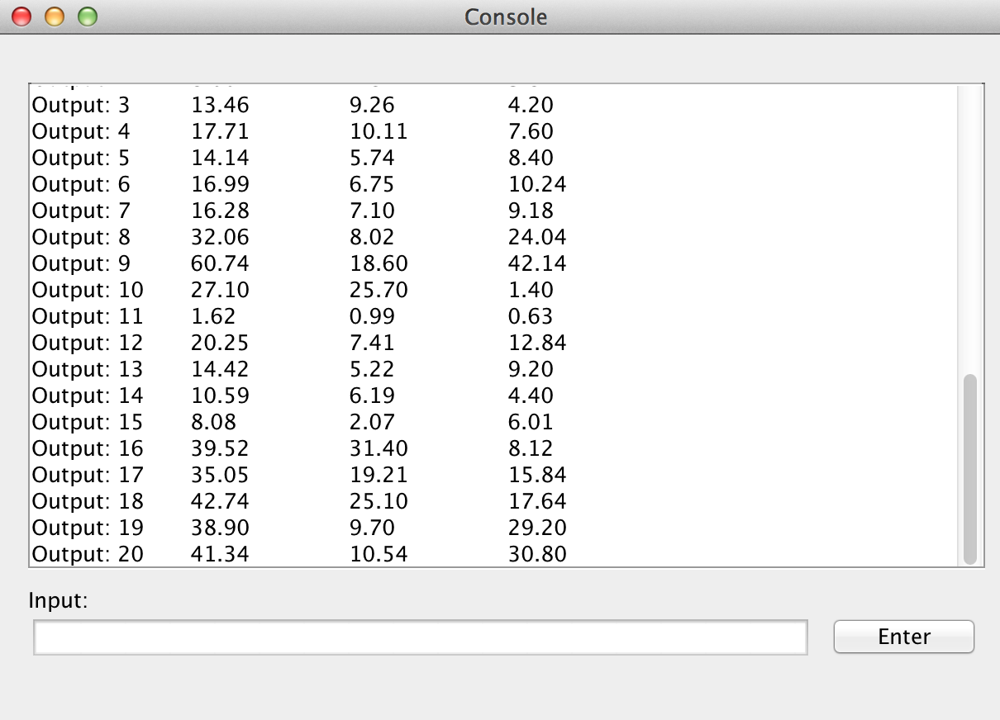 Console
Output: 3 13.46 9.26 4.20
Output: 4 17.71 10.11 7.60
Output: 5 14.14 5.74 8.40
Output: 6 16.99 6.75 10.24
Output: 7 16.28 7.10 9.18
Output: 8 32.06 8.02 24.04
Output: 9 60.74 18.60 42.14
Output: 10 27.10 25.70 1.40
Output: 11 1.62 0.99 0.63
Output: 12 20.25 7.41 12.84
Output: 13 14.42 5.22 9.20
Output: 14 10.59 6.19 4.40
Output: 15 8.08 2.07 6.01
Output: 16 39.52 31.40 8.12
Output: 17 35.05 19.21 15.84
Output: 18 42.74 25.10 17.64
Output: 19 38.90 9.70 29.20
Output: 20 41.34 10.54 30.80
Input:
Enter